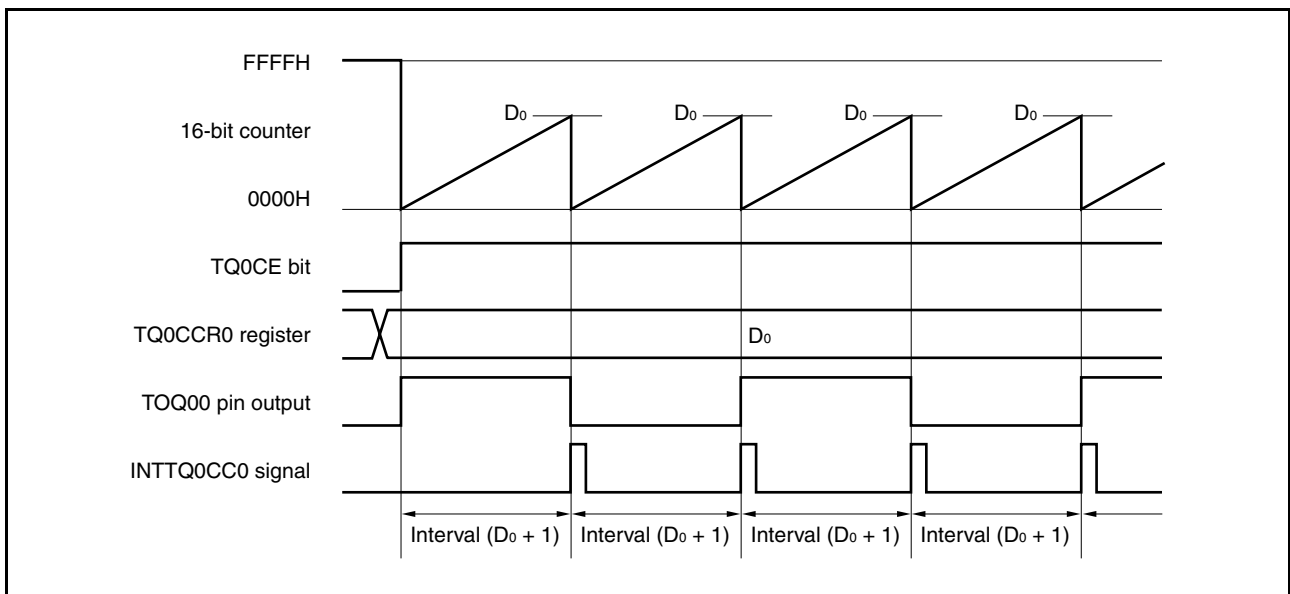 FFFFH
D₀ D₀ D₀ D₀
16-bit counter
0000H
TQ0CE bit
TQ0CCR0 register
D₀
TOQ00 pin output
INTTQ0CC0 signal
Interval (D₀ + 1) Interval (D₀ + 1) Interval (D₀ + 1) Interval (D₀ + 1)